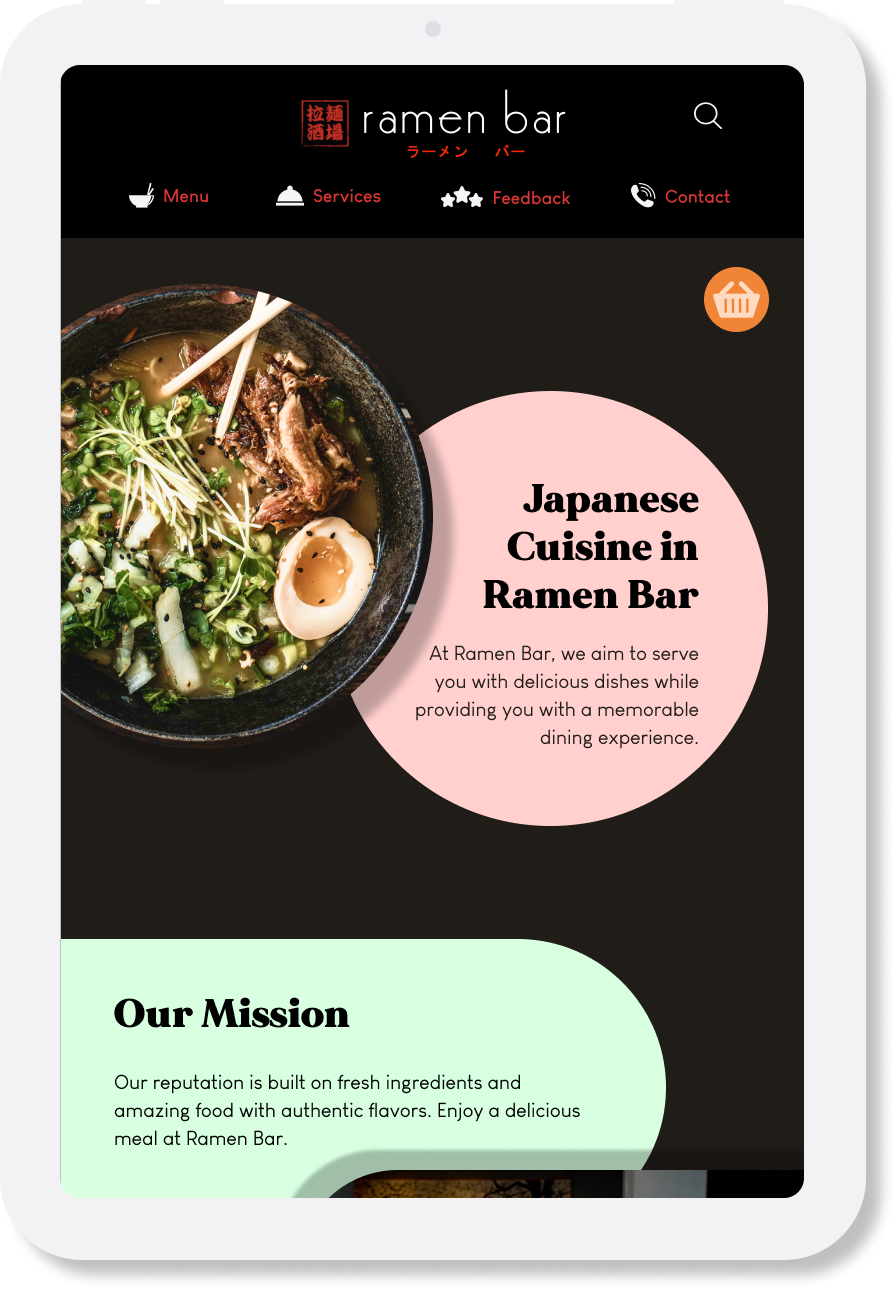 拉麺
酒場
ramen bar
ラーメン バー
Menu
Services
Feedback
Contact
Japanese
Cuisine in
Ramen Bar
At Ramen Bar, we aim to serve
you with delicious dishes while
providing you with a memorable
dining experience.
Our Mission
Our reputation is built on fresh ingredients and
amazing food with authentic flavors. Enjoy a delicious
meal at Ramen Bar.